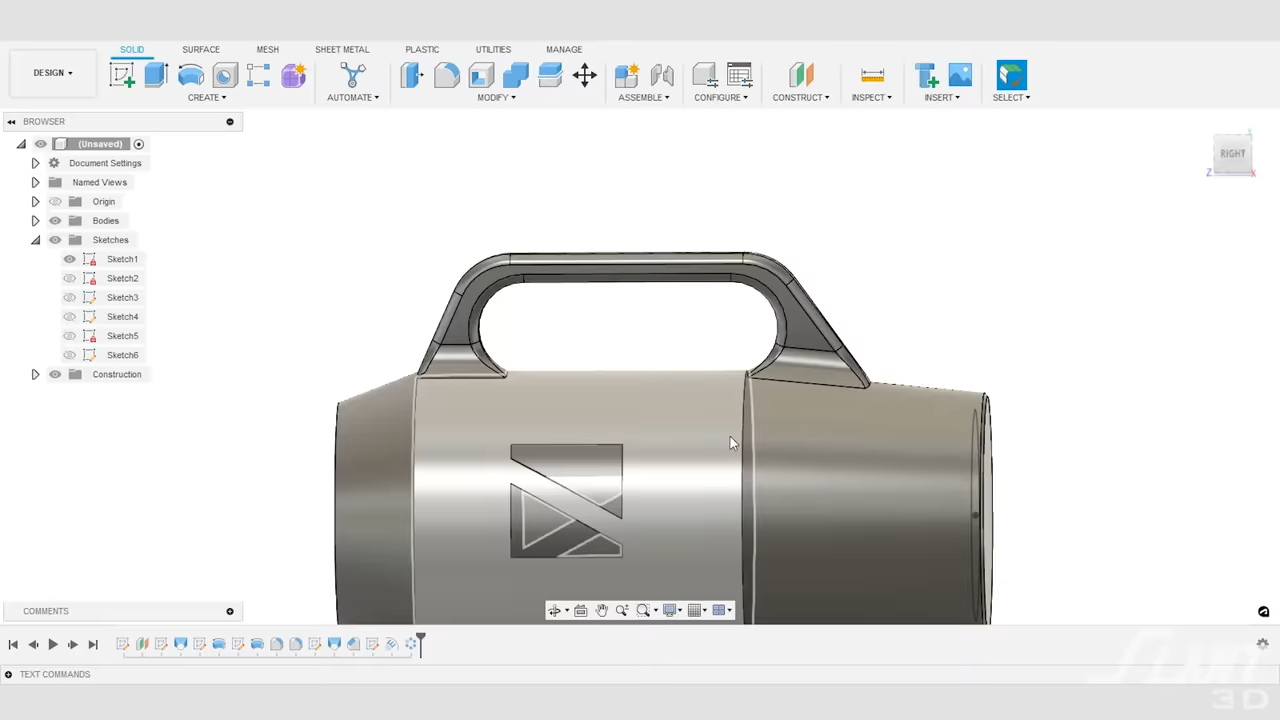 SOLID SURFACE MESH SHEET METAL PLASTIC UTILITIES MANAGE
DESIGN
CREATE AUTOMATE MODIFY ASSEMBLE CONFIGURE CONSTRUCT INSPECT INSERT SELECT
BROWSER
(Unsaved)
Document Settings
Named Views
Origin
Bodies
Sketches
Sketch1
Sketch2
Sketch3
Sketch4
Sketch5
Sketch6
Construction
Y
RIGHT
Z X
COMMENTS
TEXT COMMANDS
3D